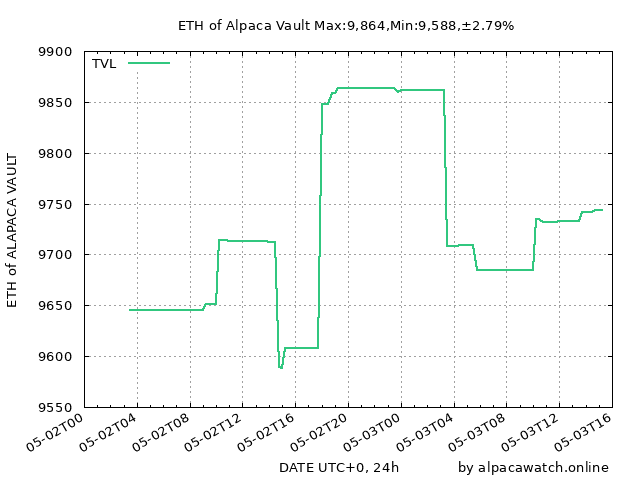 ETH of Alpaca Vault Max:9,864,Min:9,588,±2.79%
TVL
9900
9850
9800
9750
9700
9650
9600
9550
ETH of ALAPACA VAULT
05-02T00
05-02T04
05-02T08
05-02T12
05-02T16
05-02T20
05-03T00
05-03T04
05-03T08
05-03T12
05-03T16
DATE UTC+0, 24h
by alpacawatch.online